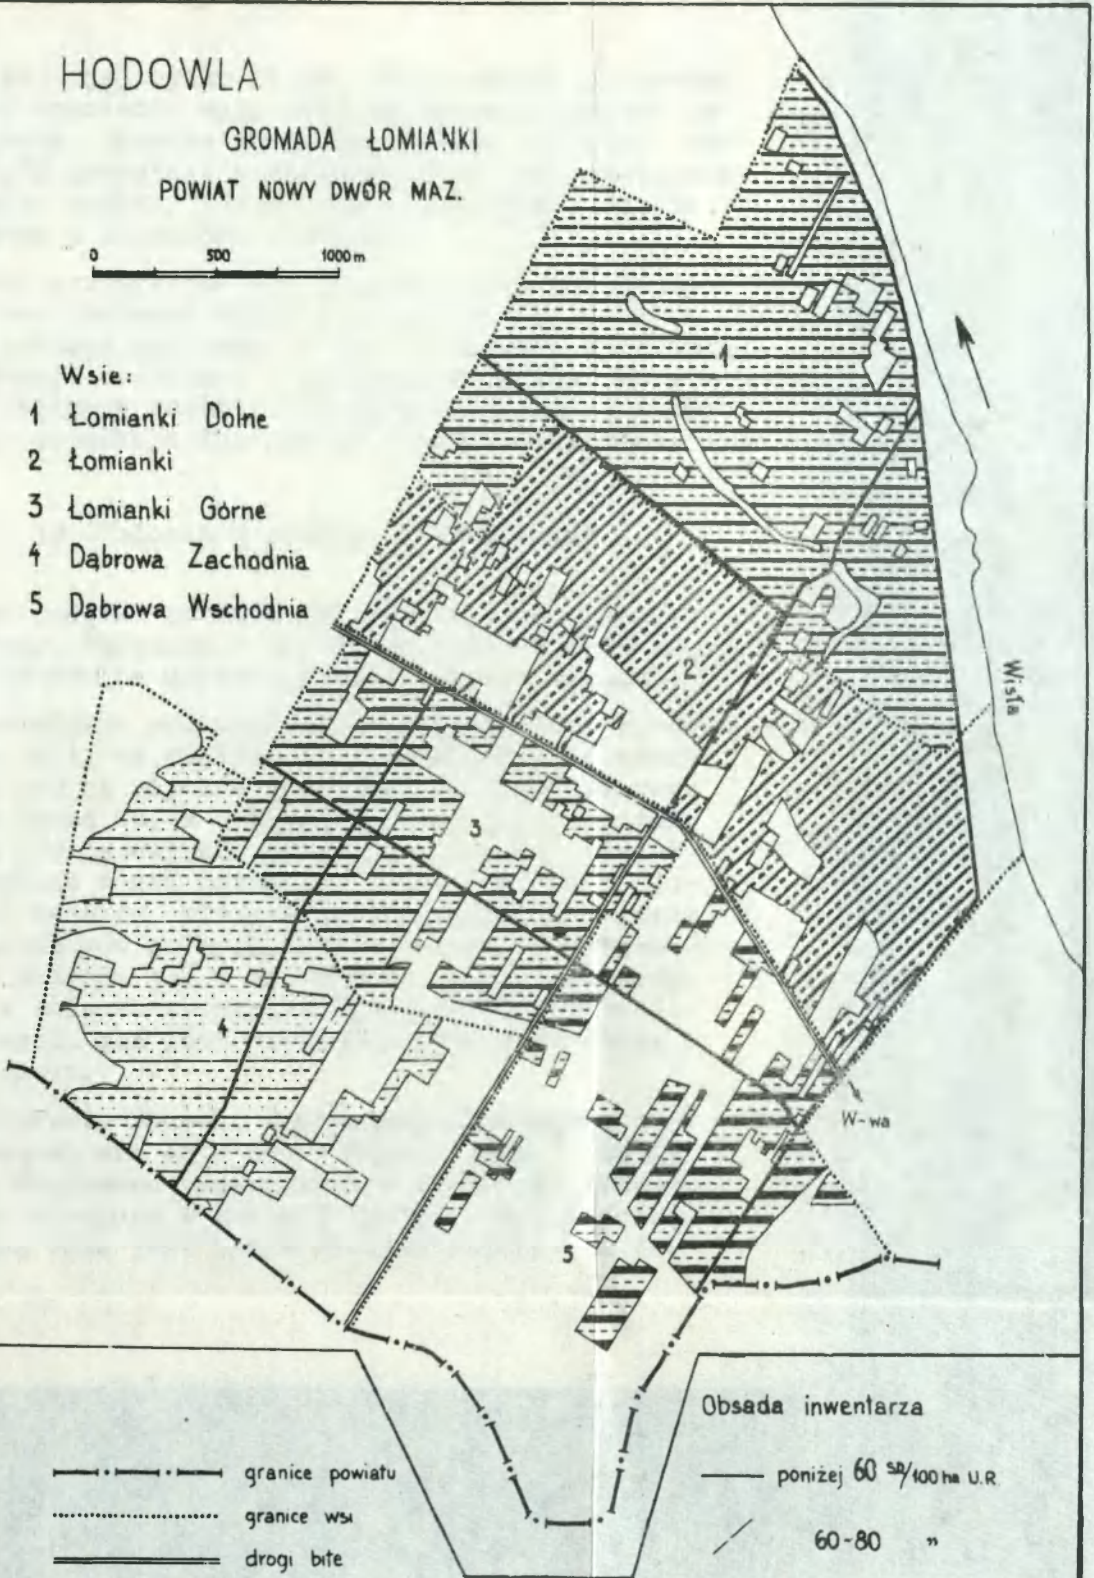 HODOWLA
GROMADA ŁOMIANKI
POWIAT NOWY DWÓR MAZ.
0 500 1000 m
Wsie:
1 Łomianki Dolne
2 Łomianki
3 Łomianki Górne
4 Dąbrowa Zachodnia
5 Dabrowa Wschodnia
1
2
Wisła
3
4
W-wa
5
Obsada inwentarza
granice powiatu
poniżej 60 SD/100 ha U.R.
granice wsi
60-80 "
drogi bite